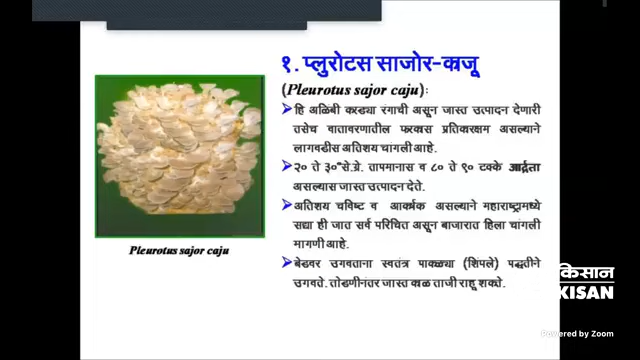 १. प्लुरोटस साजोर-काजू
(Pleurotus sajor caju):
हि अळिंबी करड्या रंगाची असून जास्त उत्पादन देणारी
तसेच वातावरणातील फरकास प्रतिकारक्षम असल्याने
लागवडीस अतिशय चांगली आहे.
२० ते ३०°से.ग्रे. तापमानास व ८० ते ९० टक्के आर्द्रता
असल्यास जास्त उत्पादन देते.
अतिशय चविष्ट व आकर्षक असल्याने महाराष्ट्रामध्ये
सद्या ही जात सर्व परिचित असून बाजारात हिला चांगली
मागणी आहे.
बेडवर उगवताना स्वतंत्र पाकळ्या (शिंपले) पद्धतीने
उगवते. तोडणीनंतर जास्त काळ ताजी राहू शकते.
Pleurotus sajor caju
किसान
KISAN
Powered by Zoom